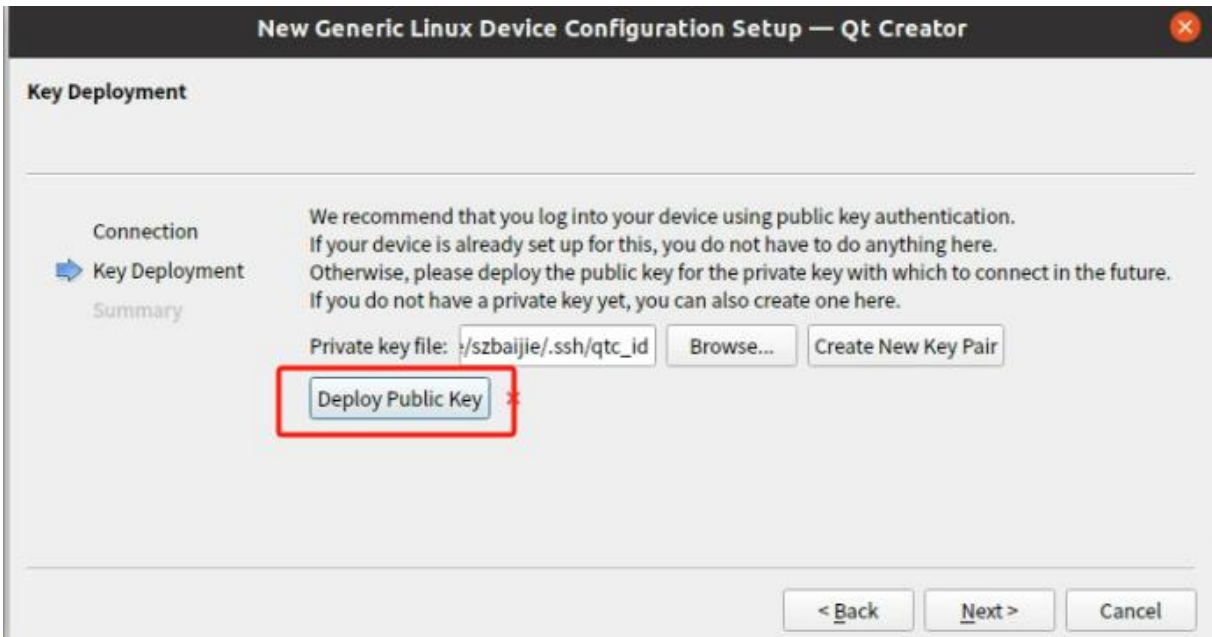 New Generic Linux Device Configuration Setup — Qt Creator
Key Deployment
Connection
Key Deployment
Summary
We recommend that you log into your device using public key authentication.
If your device is already set up for this, you do not have to do anything here.
Otherwise, please deploy the public key for the private key with which to connect in the future.
If you do not have a private key yet, you can also create one here.
Private key file: /szbaijie/.ssh/qtc_id Browse... Create New Key Pair
Deploy Public Key
< Back Next > Cancel